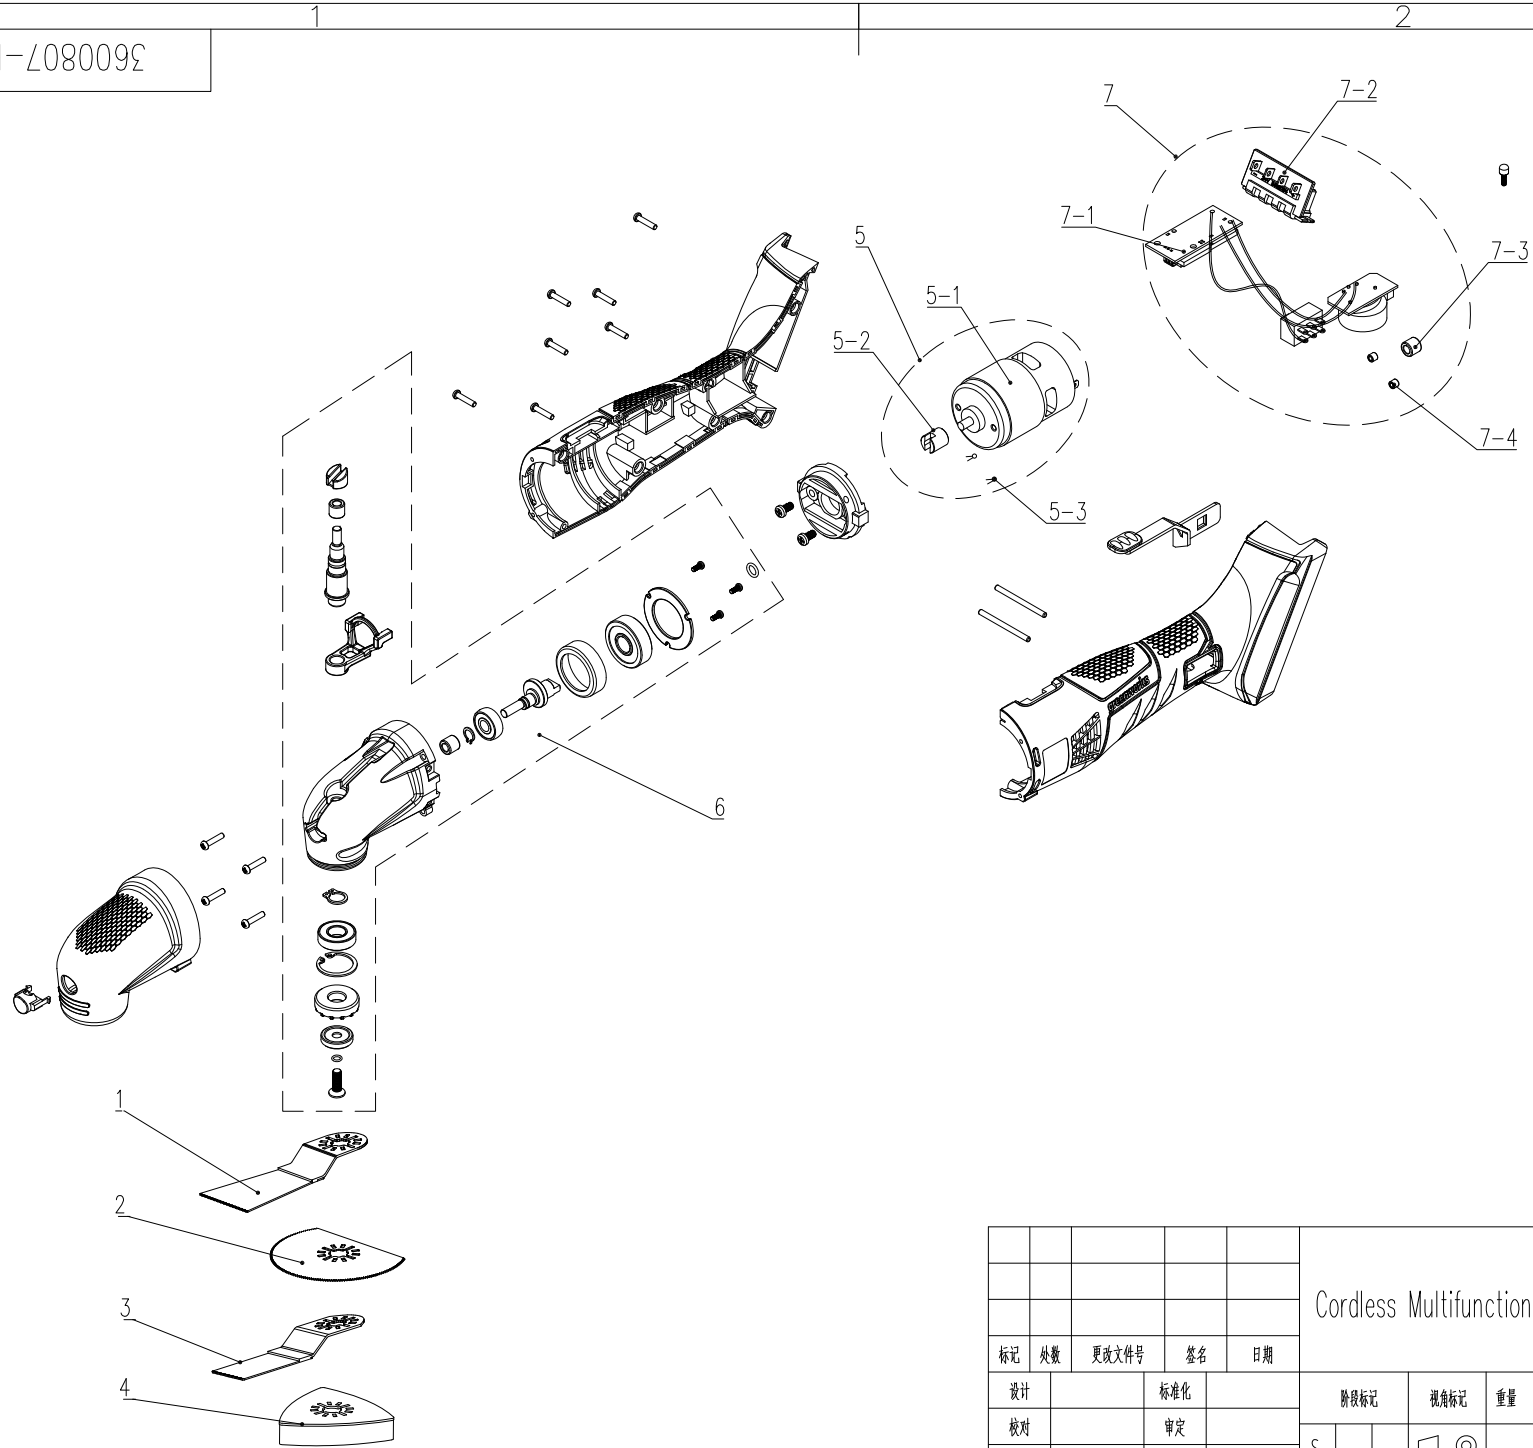 1
2
3600807-
7
7-2
7-1
7-3
7-4
5
5-1
5-2
5-3
6
greenworks
1
2
3
4
Cordless Multifunction
标记 处数 更改文件号 签名 日期
设计 标准化 阶段标记 视角标记 重量
校对 审定
S